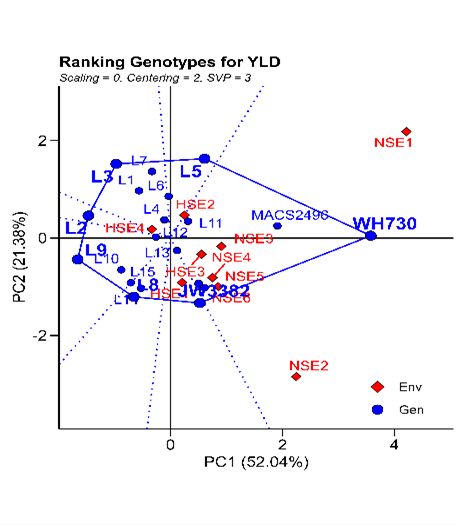 Ranking Genotypes for YLD
Scaling = 0. Centering = 2. SVP = 3
NSE1
L7
L3
L5
L1
L6
HSE2
L4
L11
MACS2496
L2
HSE4
L12
WH730
NSE3
L9
L13
L10
HSE3
NSE4
L15
NSE5
L8
JW3382
NSE6
NSE2
2
0
-2
PC2 (21.38%)
0
2
4
PC1 (52.04%)
Env
Gen